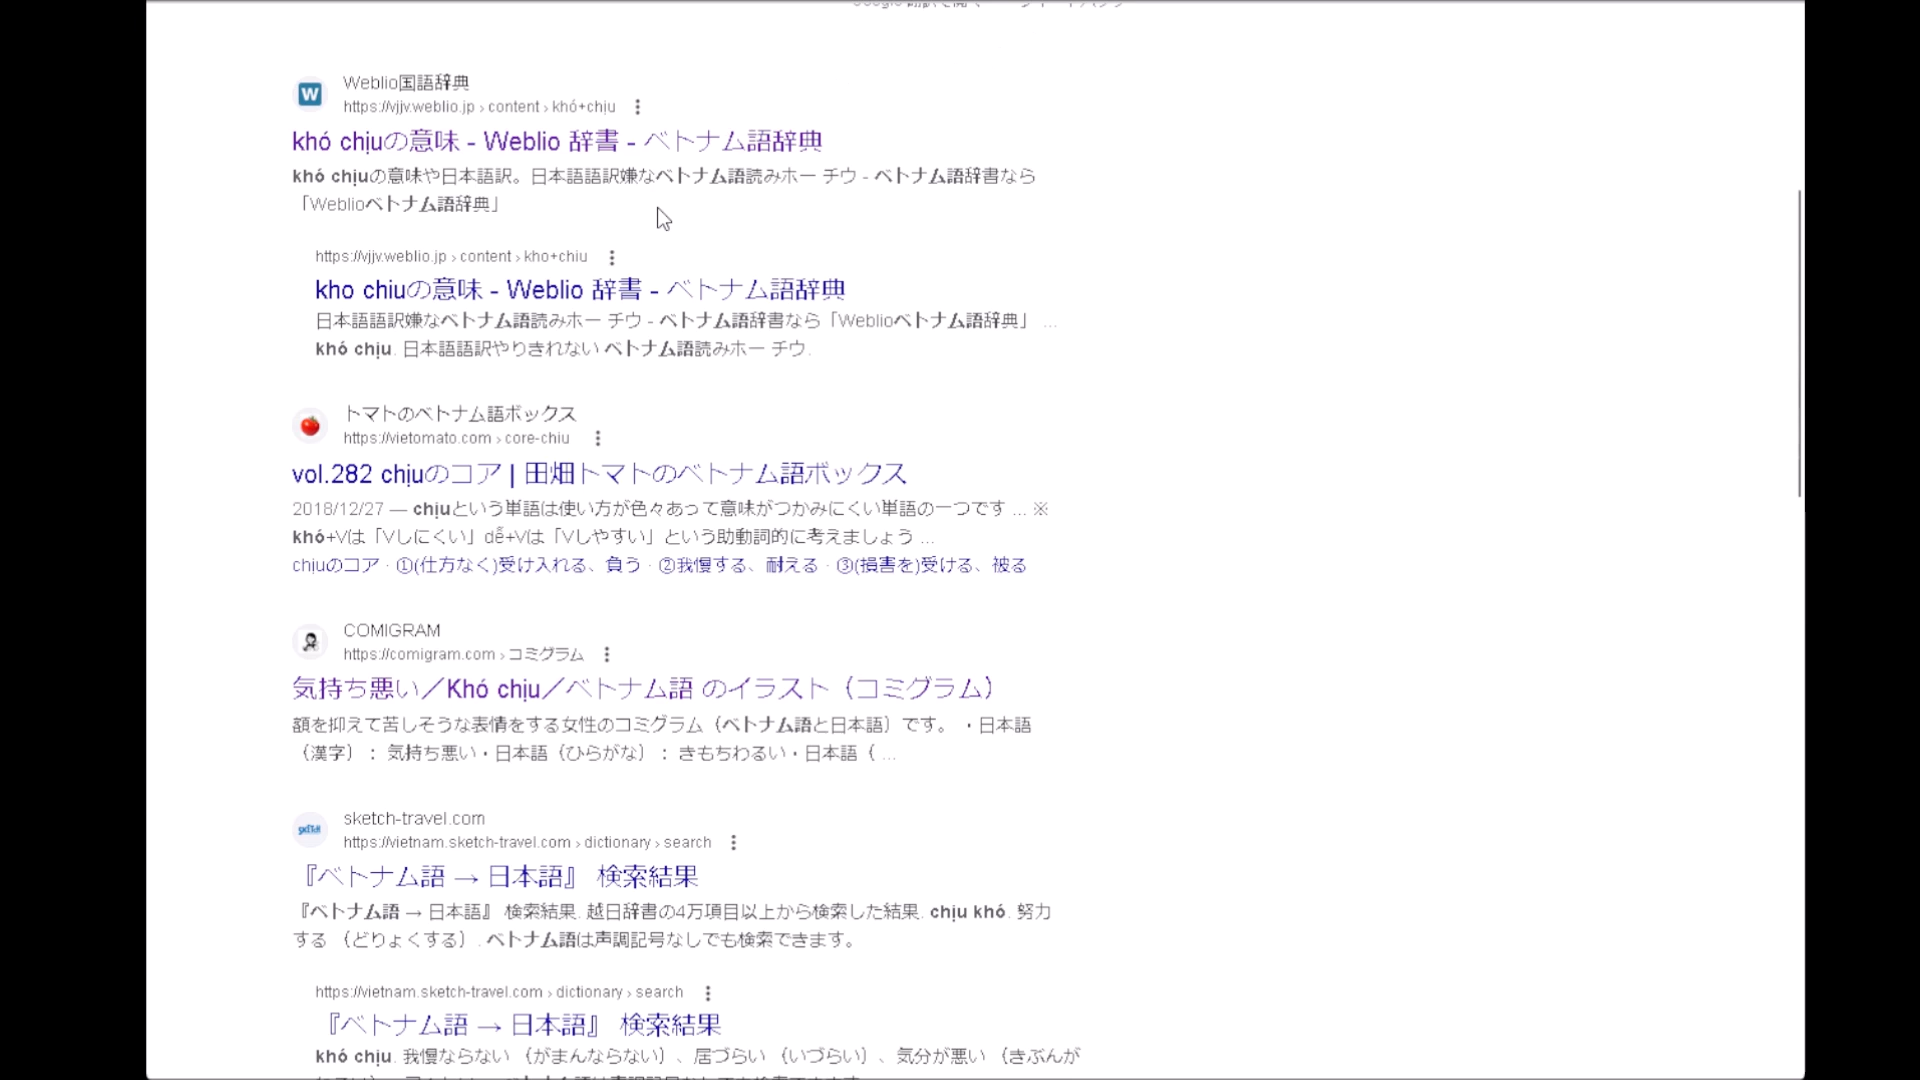 Weblio国語辞典
https://vjjv.weblio.jp › content › khó+chịu
khó chịuの意味 - Weblio 辞書 - ベトナム語辞典
khó chịuの意味や日本語訳。日本語語訳嫌なベトナム語読みホー チウ - ベトナム語辞書なら
「Weblioベトナム語辞典」
https://vjjv.weblio.jp › content › kho+chiu
kho chiuの意味 - Weblio 辞書 - ベトナム語辞典
日本語語訳嫌なベトナム語読みホー チウ - ベトナム語辞書なら「Weblioベトナム語辞典」 ...
khó chịu. 日本語語訳やりきれない ベトナム語読みホー チウ.
トマトのベトナム語ボックス
https://vietomato.com › core-chiu
vol.282 chịuのコア | 田畑トマトのベトナム語ボックス
2018/12/27 — chịuという単語は使い方が色々あって意味がつかみにくい単語の一つです ... ※
khó+Vは「Vしにくい」dễ+Vは「Vしやすい」という助動詞的に考えましょう ...
chịuのコア · ①(仕方なく)受け入れる、負う · ②我慢する、耐える · ③(損害を)受ける、被る
COMIGRAM
https://comigram.com › コミグラム
気持ち悪い／Khó chịu／ベトナム語 のイラスト（コミグラム）
額を抑えて苦しそうな表情をする女性のコミグラム（ベトナム語と日本語）です。 ・日本語
（漢字）：気持ち悪い・日本語（ひらがな）：きもちわるい・日本語（ ...
sketch-travel.com
https://vietnam.sketch-travel.com › dictionary › search
『ベトナム語 → 日本語』 検索結果
『ベトナム語 → 日本語』 検索結果. 越日辞書の4万項目以上から検索した結果. chịu khó. 努力
する （どりょくする）. ベトナム語は声調記号なしでも検索できます。
https://vietnam.sketch-travel.com › dictionary › search
『ベトナム語 → 日本語』 検索結果
khó chịu. 我慢ならない （がまんならない）、居づらい （いづらい）、気分が悪い （きぶんが